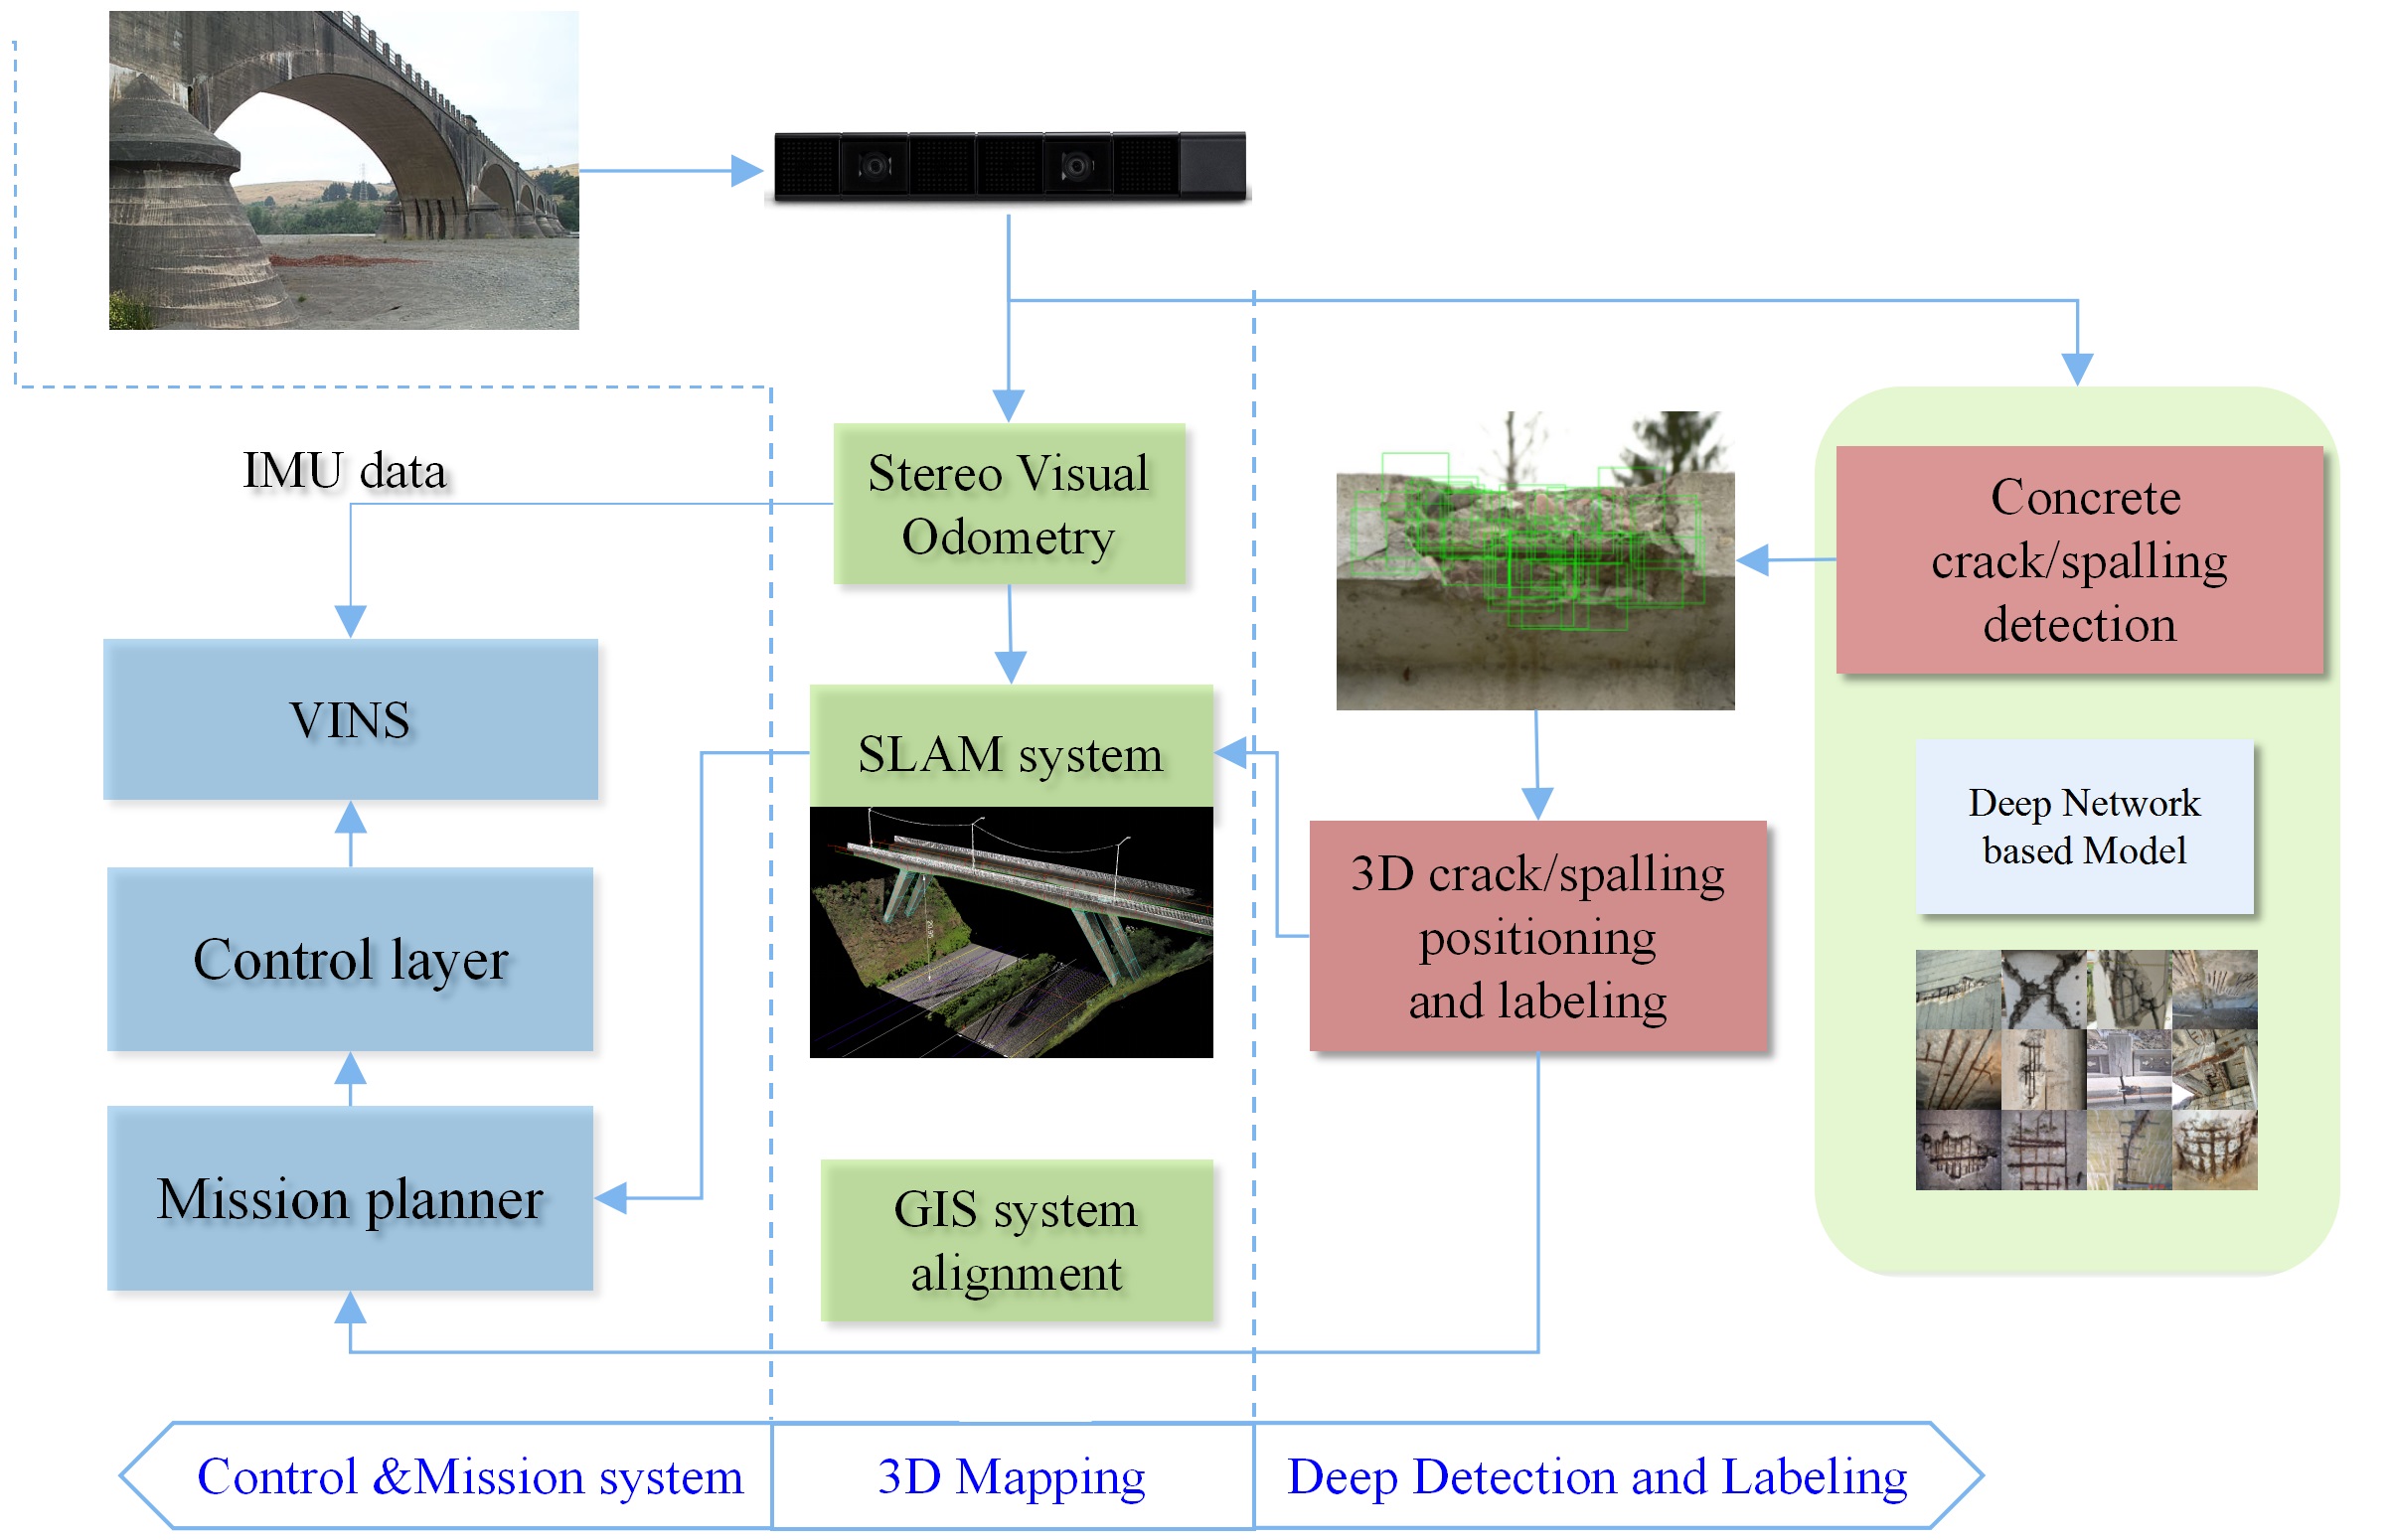 IMU data
Stereo Visual
Odometry
Concrete
crack/spalling
detection
VINS
SLAM system
Deep Network
based Model
3D crack/spalling
positioning
and labeling
Control layer
Mission planner
GIS system
alignment
Control &Mission system
3D Mapping
Deep Detection and Labeling